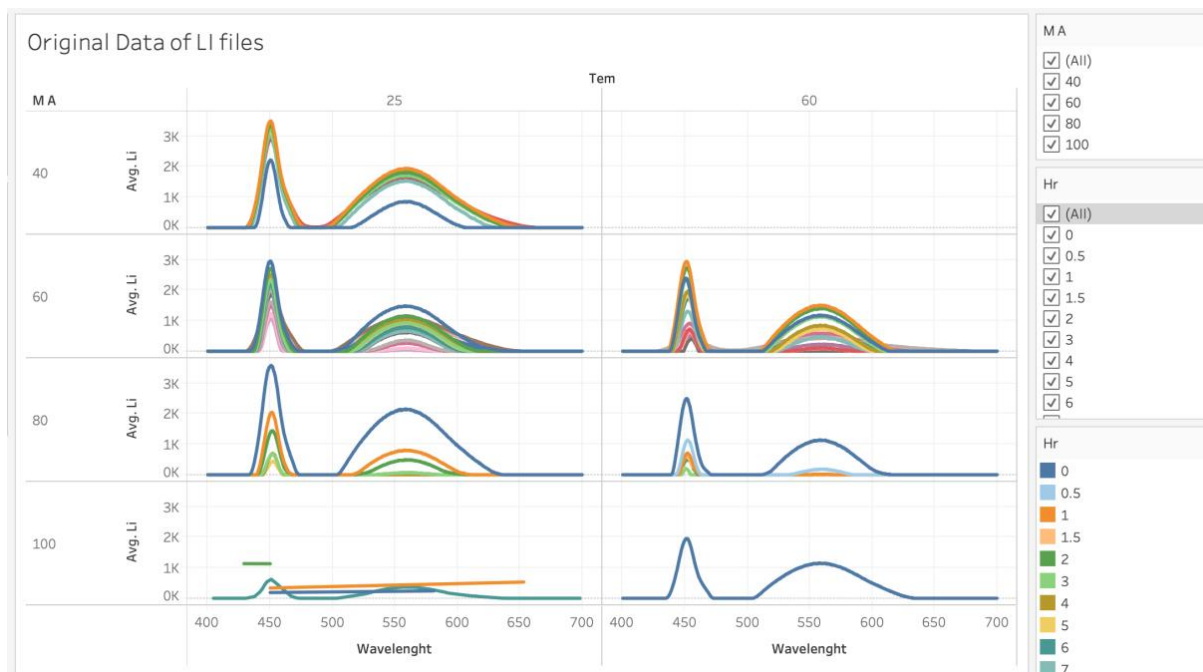 Original Data of LI files
Tem
M A
25
60
40
Avg. Li
3K
2K
1K
0K
60
Avg. Li
3K
2K
1K
0K
80
Avg. Li
3K
2K
1K
0K
100
Avg. Li
3K
2K
1K
0K
400 450 500 550 600 650 700
400 450 500 550 600 650 700
Wavelenght
Wavelenght
M A
(All)
40
60
80
100
Hr
(All)
0
0.5
1
1.5
2
3
4
5
6
Hr
0
0.5
1
1.5
2
3
4
5
6
7